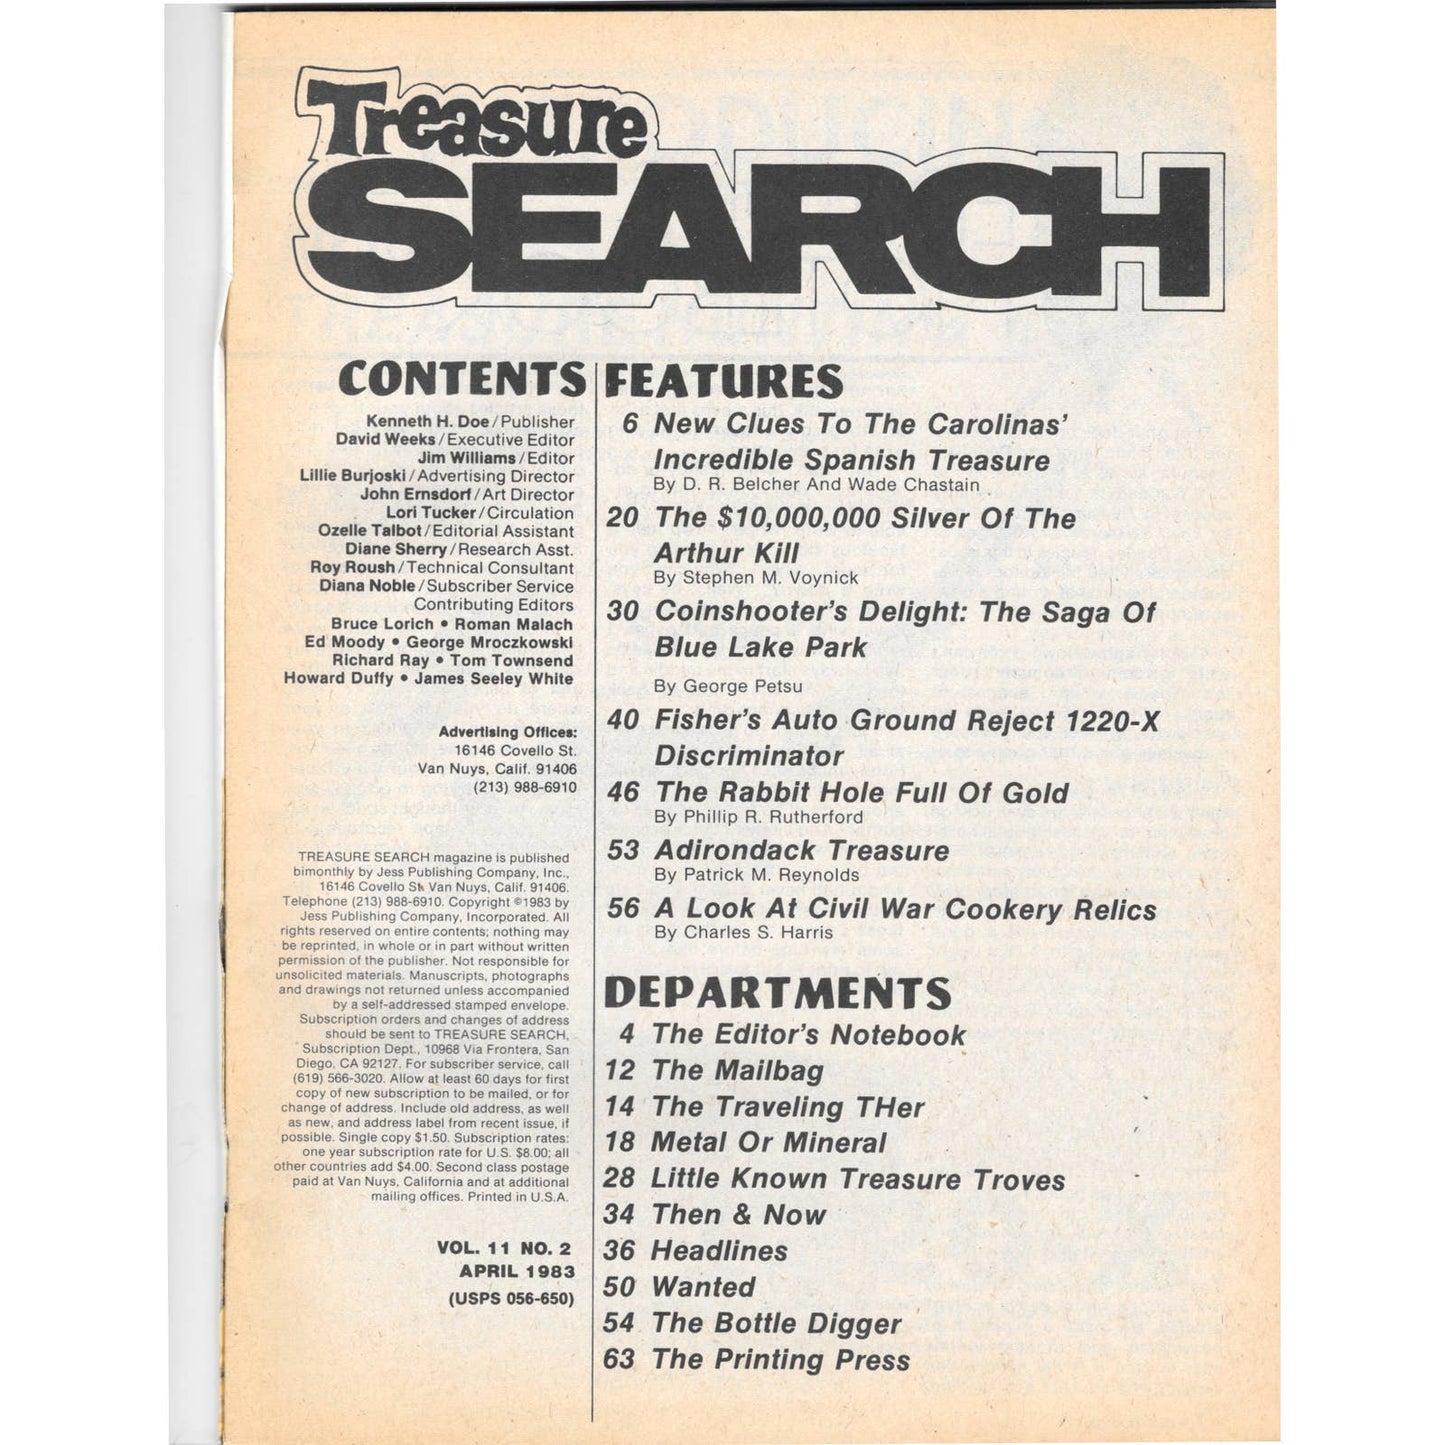 Treasure
SEARCH
CONTENTS
Kenneth H. Doe/Publisher
David Weeks/Executive Editor
Jim Williams/Editor
Lillie Burjoski/Advertising Director
John Ernsdorf/Art Director
Lori Tucker/Circulation
Ozelle Talbot/Editorial Assistant
Diane Sherry/Research Asst.
Roy Roush/Technical Consultant
Diana Noble/Subscriber Service
Contributing Editors
Bruce Lorich • Roman Malach
Ed Moody • George Mroczkowski
Richard Ray • Tom Townsend
Howard Duffy • James Seeley White
Advertising Offices:
16146 Covello St.
Van Nuys, Calif. 91406
(213) 988-6910
TREASURE SEARCH magazine is published
bimonthly by Jess Publishing Company, Inc.,
16146 Covello St. Van Nuys, Calif. 91406.
Telephone (213) 988-6910. Copyright ©1983 by
Jess Publishing Company, Incorporated. All
rights reserved on entire contents; nothing may
be reprinted, in whole or in part without written
permission of the publisher. Not responsible for
unsolicited materials. Manuscripts, photographs
and drawings not returned unless accompanied
by a self-addressed stamped envelope.
Subscription orders and changes of address
should be sent to TREASURE SEARCH,
Subscription Dept., 10968 Via Frontera, San
Diego, CA 92127. For subscriber service, call
(619) 566-3020. Allow at least 60 days for first
copy of new subscription to be mailed, or for
change of address. Include old address, as well
as new, and address label from recent issue, if
possible. Single copy $1.50. Subscription rates:
one year subscription rate for U.S. $8.00; all
other countries add $4.00. Second class postage
paid at Van Nuys, California and at additional
mailing offices. Printed in U.S.A.
VOL. 11 NO. 2
APRIL 1983
(USPS 056-650)
FEATURES
6 New Clues To The Carolinas'
Incredible Spanish Treasure
By D. R. Belcher And Wade Chastain
20 The $10,000,000 Silver Of The
Arthur Kill
By Stephen M. Voynick
30 Coinshooter's Delight: The Saga Of
Blue Lake Park
By George Petsu
40 Fisher's Auto Ground Reject 1220-X
Discriminator
46 The Rabbit Hole Full Of Gold
By Phillip R. Rutherford
53 Adirondack Treasure
By Patrick M. Reynolds
56 A Look At Civil War Cookery Relics
By Charles S. Harris
DEPARTMENTS
4 The Editor's Notebook
12 The Mailbag
14 The Traveling THer
18 Metal Or Mineral
28 Little Known Treasure Troves
34 Then & Now
36 Headlines
50 Wanted
54 The Bottle Digger
63 The Printing Press